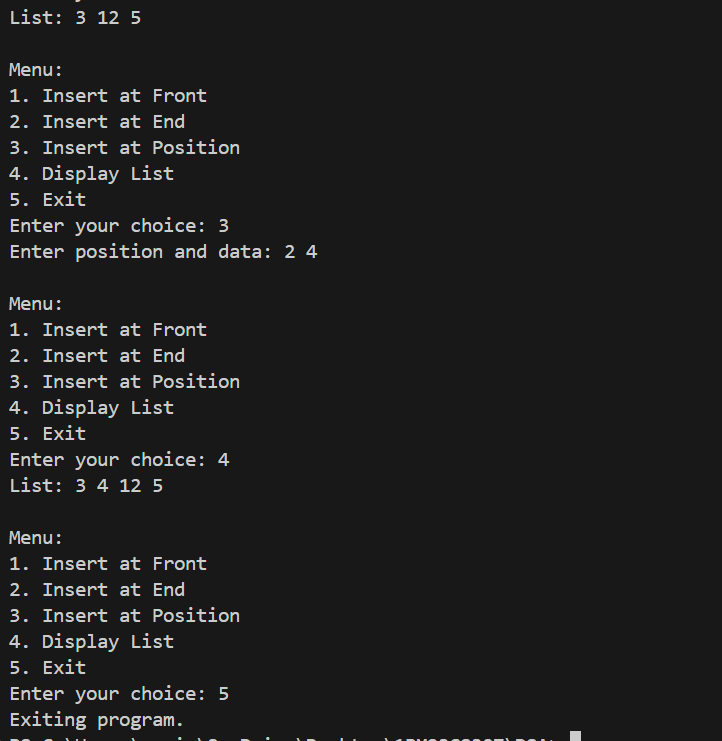 List: 3 12 5
Menu:
1. Insert at Front
2. Insert at End
3. Insert at Position
4. Display List
5. Exit
Enter your choice: 3
Enter position and data: 2 4
Menu:
1. Insert at Front
2. Insert at End
3. Insert at Position
4. Display List
5. Exit
Enter your choice: 4
List: 3 4 12 5
Menu:
1. Insert at Front
2. Insert at End
3. Insert at Position
4. Display List
5. Exit
Enter your choice: 5
Exiting program.